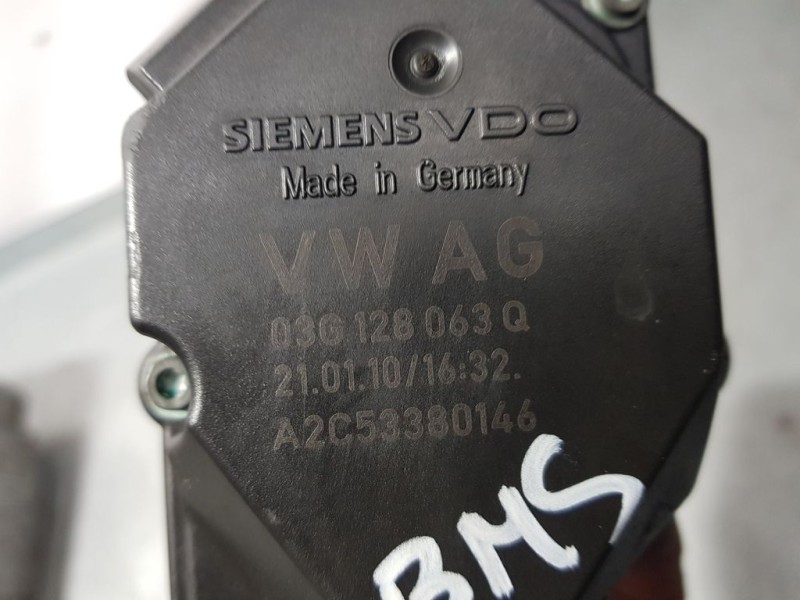 SIEMENS VDO
Made in Germany
VW AG
03G 128 063 Q
21.01.10/16:32.
A2C53380146
BMS